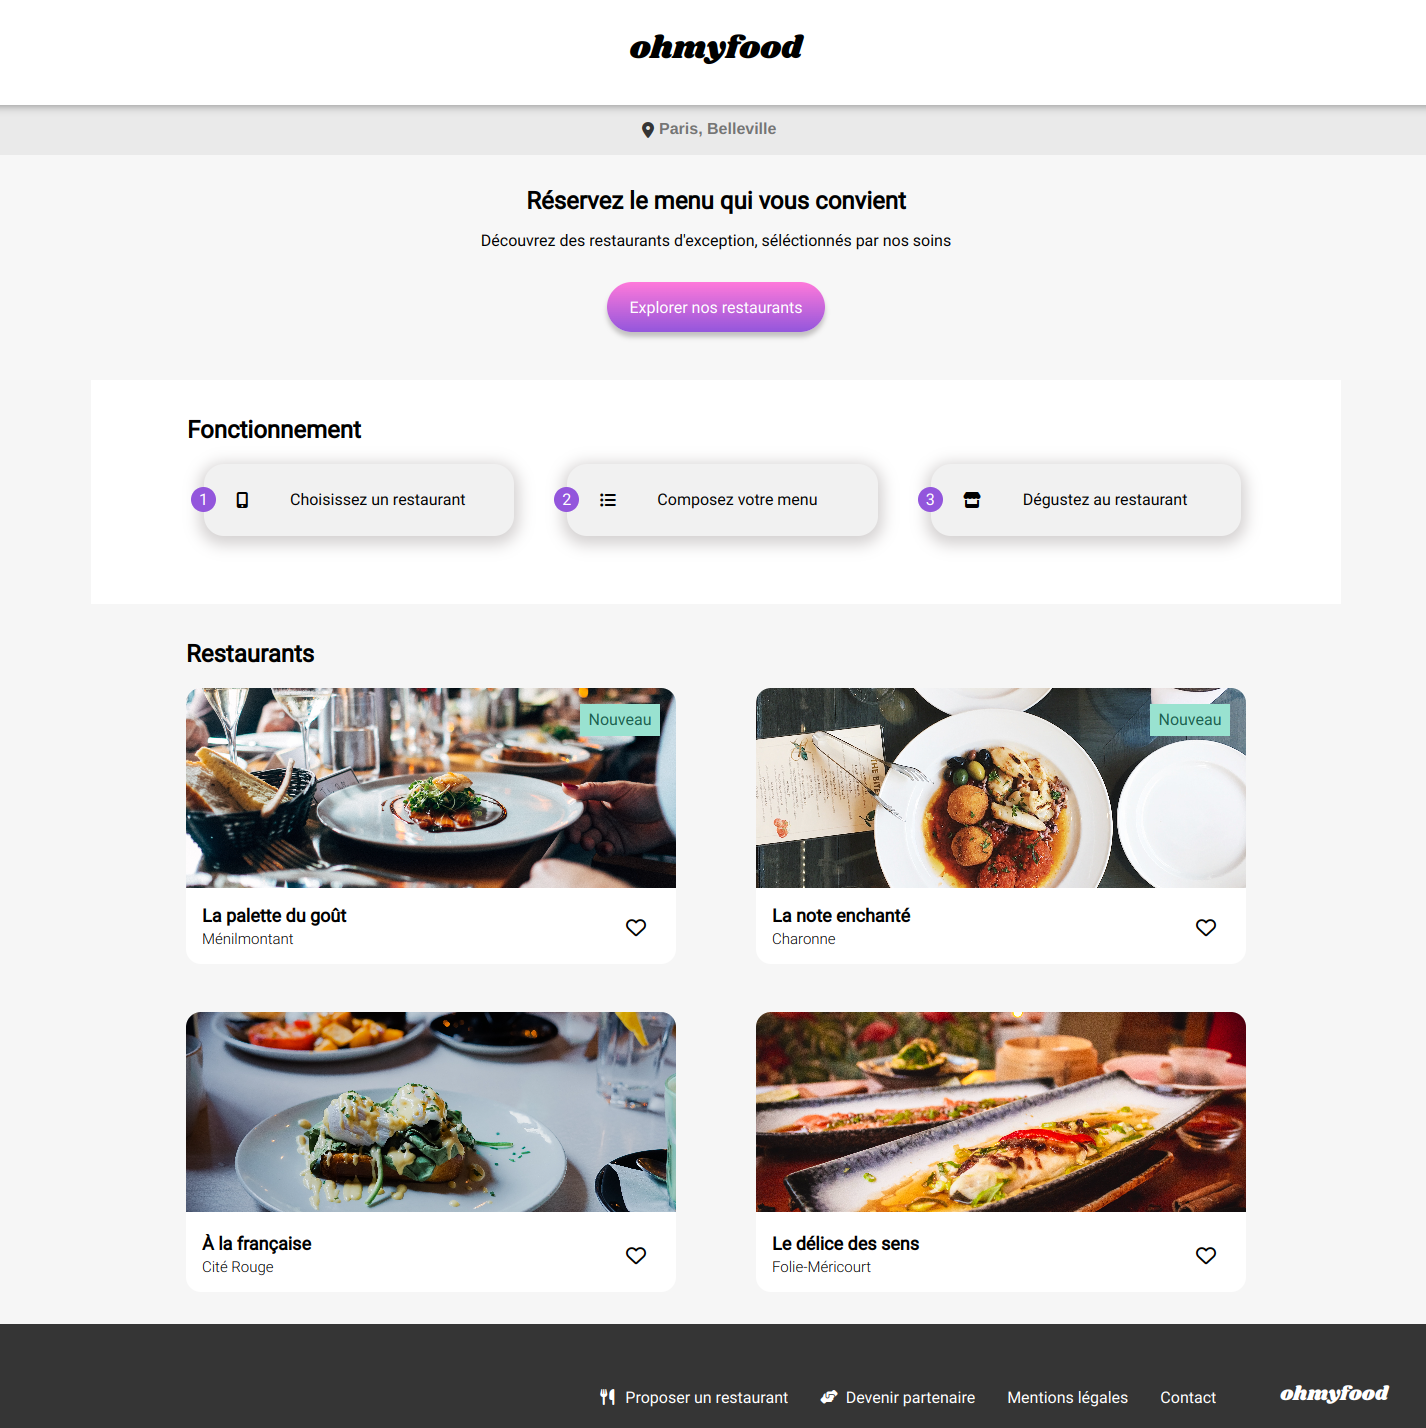 ohmyfood
Paris, Belleville
Réservez le menu qui vous convient
Découvrez des restaurants d'exception, séléctionnés par nos soins
Explorer nos restaurants
Fonctionnement
1 Choisissez un restaurant
2 Composez votre menu
3 Dégustez au restaurant
Restaurants
Nouveau
La palette du goût
Ménilmontant
Nouveau
La note enchanté
Charonne
À la française
Cité Rouge
Le délice des sens
Folie-Méricourt
Proposer un restaurant Devenir partenaire Mentions légales Contact ohmyfood